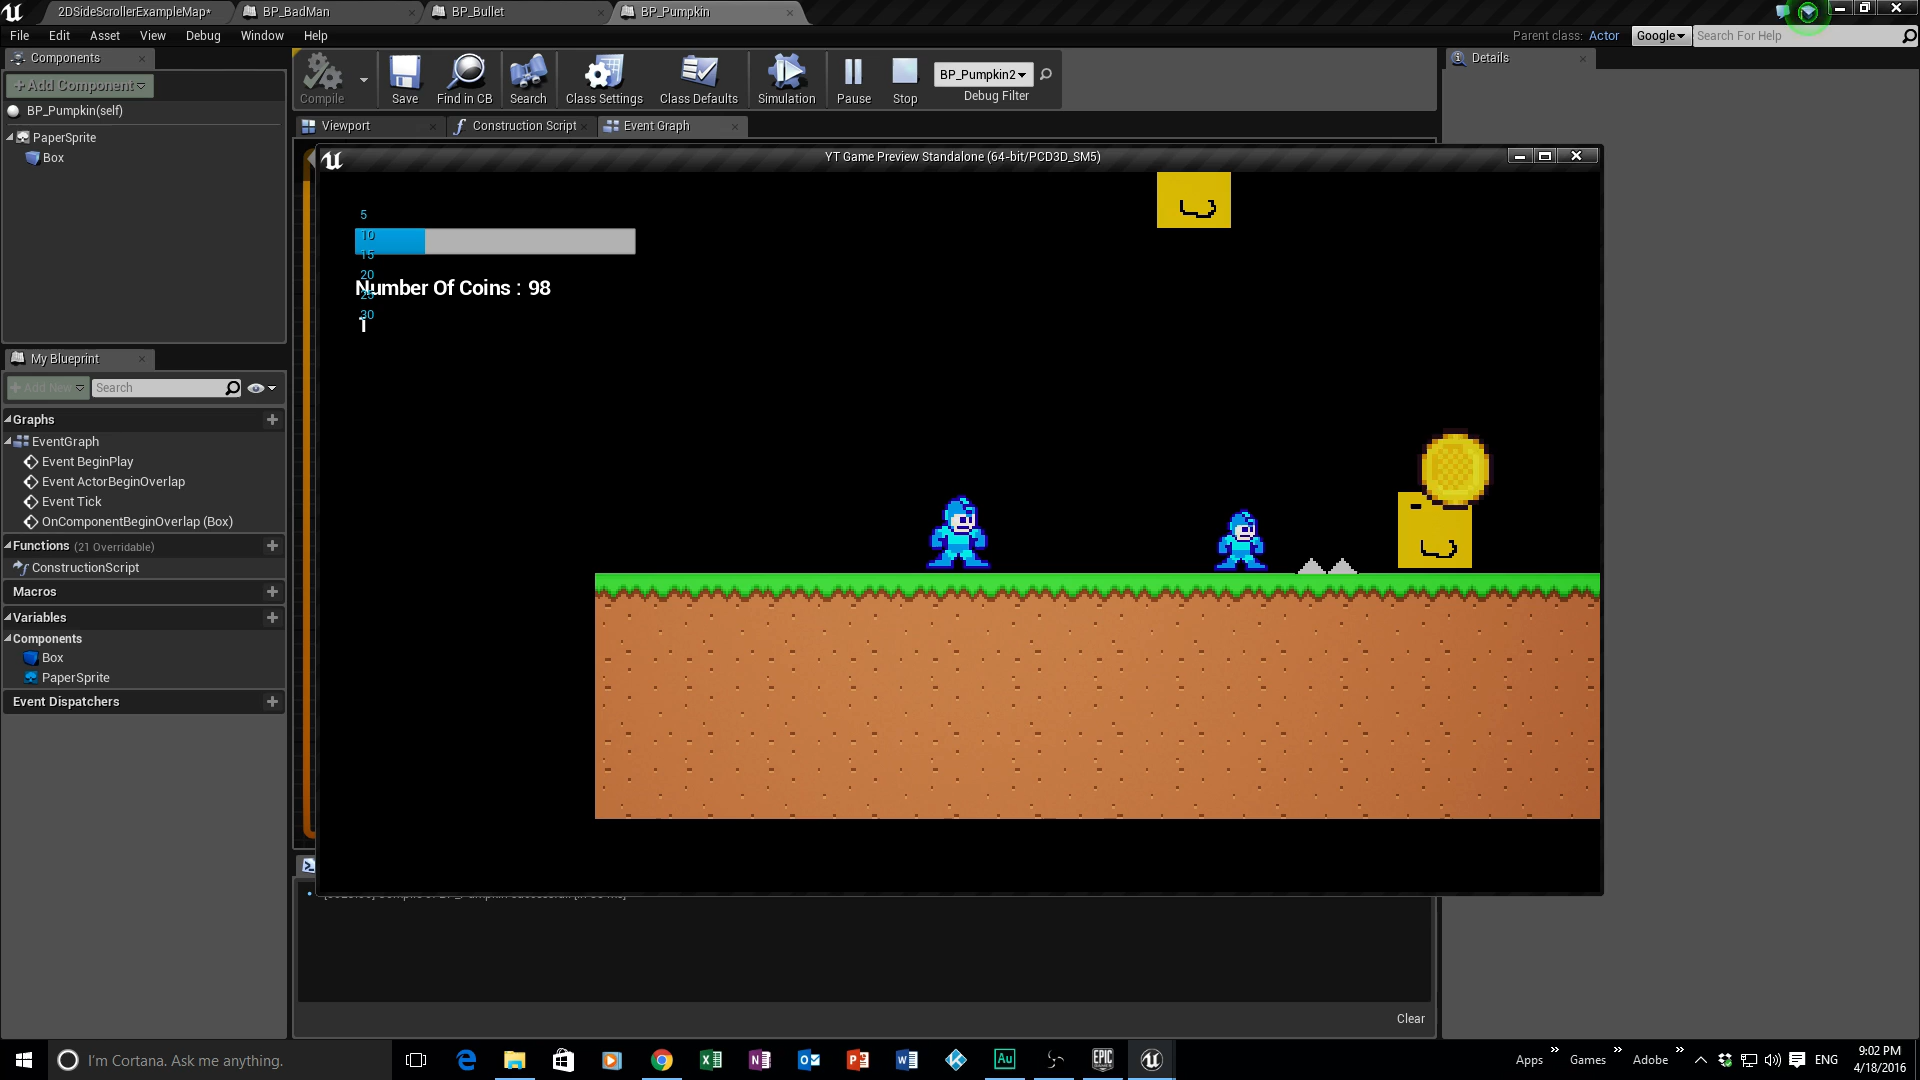 2DSideScrollerExampleMap*
BP_BadMan
BP_Bullet
BP_Pumpkin
File Edit Asset View Debug Window Help
Parent class: Actor
Google
Search For Help
Components
+Add Component
BP_Pumpkin(self)
PaperSprite
Box
Compile
Save
Find in CB
Search
Class Settings
Class Defaults
Simulation
Pause
Stop
BP_Pumpkin2
Debug Filter
Details
Viewport
Construction Script
Event Graph
YT Game Preview Standalone (64-bit/PCD3D_SM5)
5
10
15
20
Number Of Coins : 98
25
30
1
My Blueprint
+Add New
Search
Graphs
EventGraph
Event BeginPlay
Event ActorBeginOverlap
Event Tick
OnComponentBeginOverlap (Box)
Functions (21 Overridable)
ConstructionScript
Macros
Variables
Components
Box
PaperSprite
Event Dispatchers
Clear
I'm Cortana. Ask me anything.
Apps
Games
Adobe
ENG
9:02 PM
4/18/2016